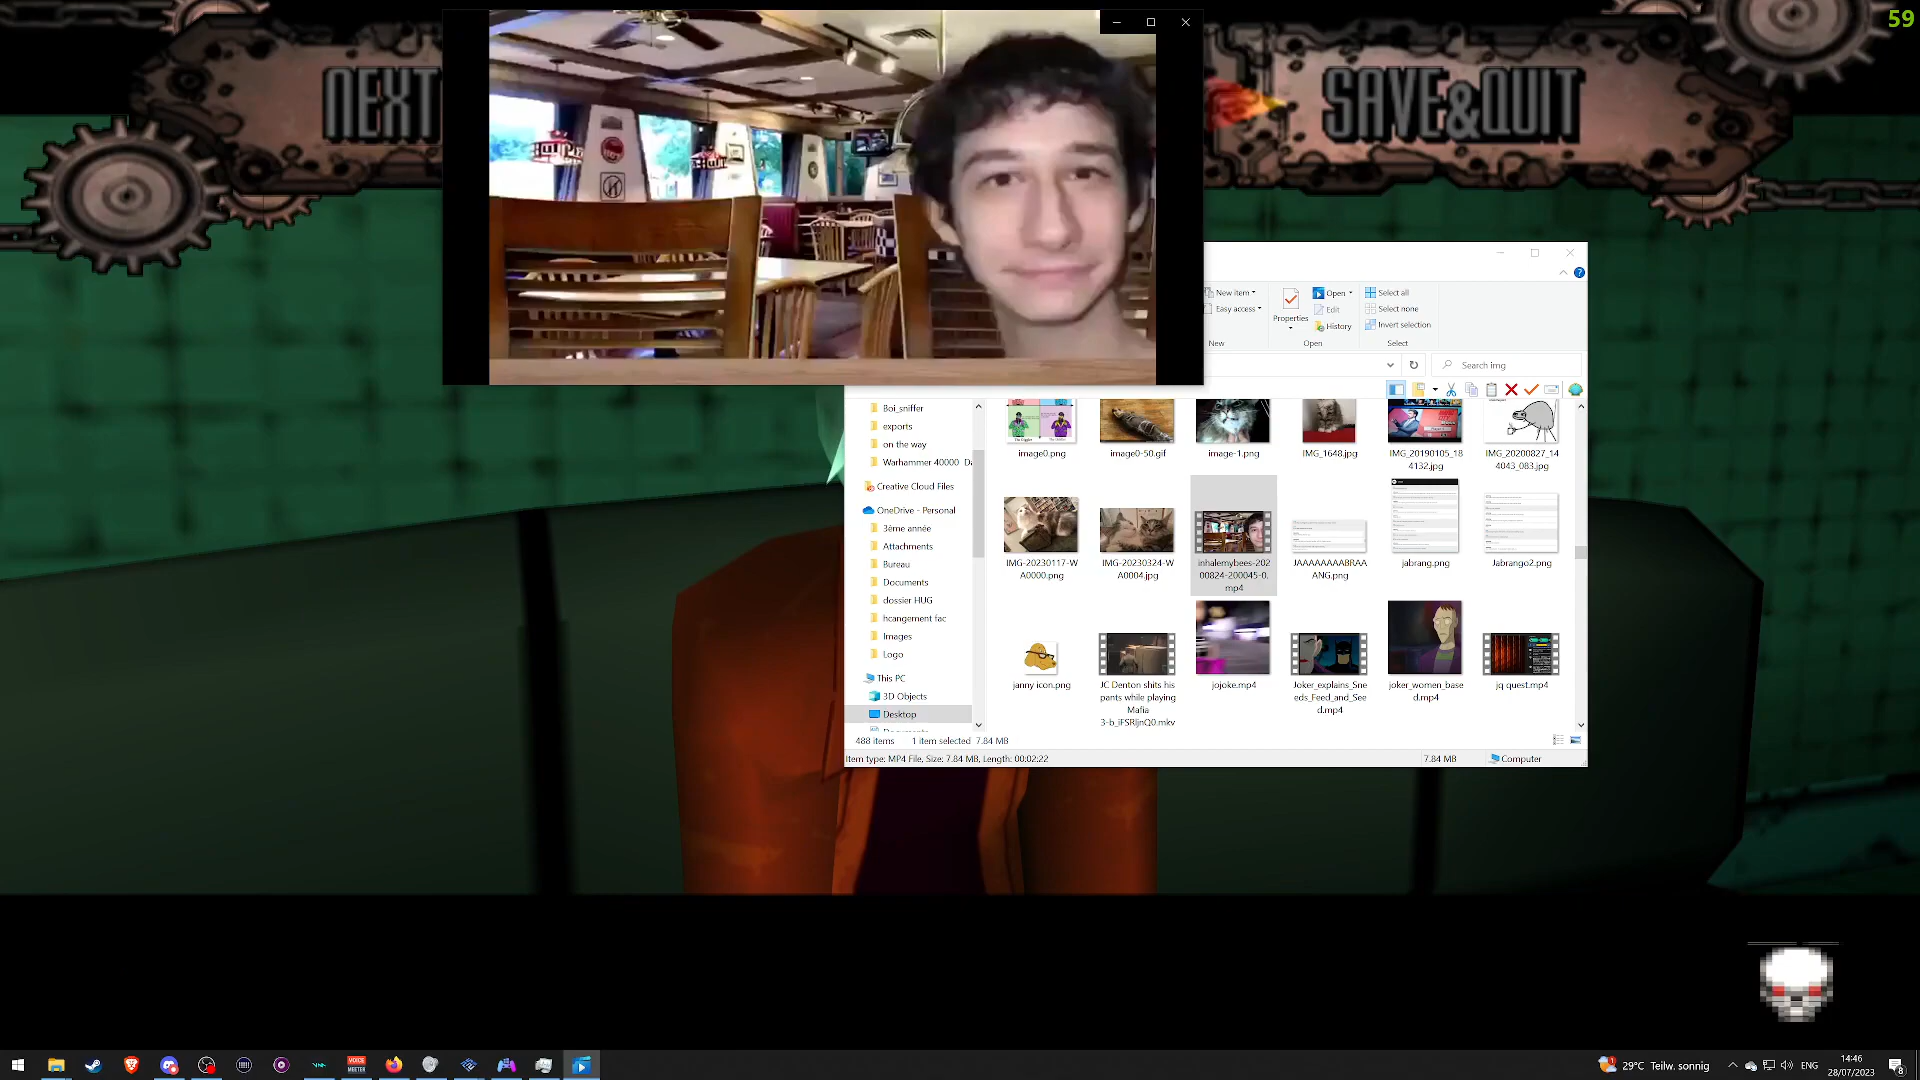 59
NEXT
SAVE&QUIT
New item
Easy access
New
Properties
Open
Edit
History
Open
Select all
Select none
Invert selection
Select
Search img
Boi_sniffer
exports
on the way
Warhammer 40000 Da
Creative Cloud Files
OneDrive - Personal
3ème année
Attachments
Bureau
Documents
dossier HUG
hcangement fac
Images
Logo
This PC
3D Objects
Desktop
image0.png
image0-50.gif
image-1.png
IMG_1648.jpg
IMG_20190105_18
4132.jpg
IMG_20200827_14
4043_083.jpg
IMG-20230117-W
A0000.png
IMG-20230324-W
A0004.jpg
inhalemybees-202
00824-200045-0.
mp4
JAAAAAAAABRAA
ANG.png
jabrang.png
Jabrango2.png
janny icon.png
JC Denton shits his
pants while playing
Mafia
3-b_iFSRljnQ0.mkv
jojoke.mp4
Joker_explains_Sne
eds_Feed_and_See
d.mp4
joker_women_base
d.mp4
jq quest.mp4
488 items
1 item selected 7.84 MB
Item type: MP4 File, Size: 7.84 MB, Length: 00:02:22
7.84 MB
Computer
VOICE
MEETER
29°C Teilw. sonnig
ENG
14:46
28/07/2023